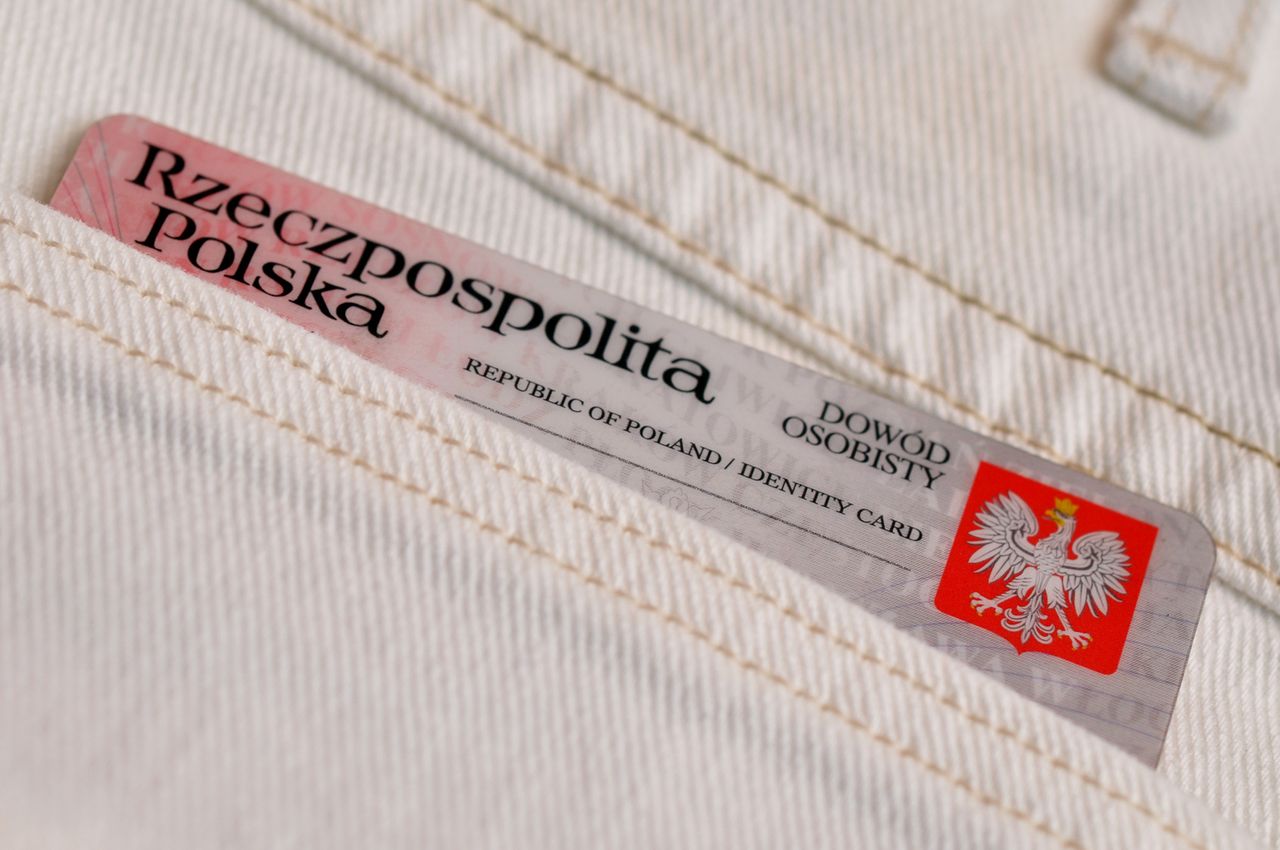 Rzeczpospolita
Polska
REPUBLIC OF POLAND / IDENTITY CARD
DOWÓD
OSOBISTY